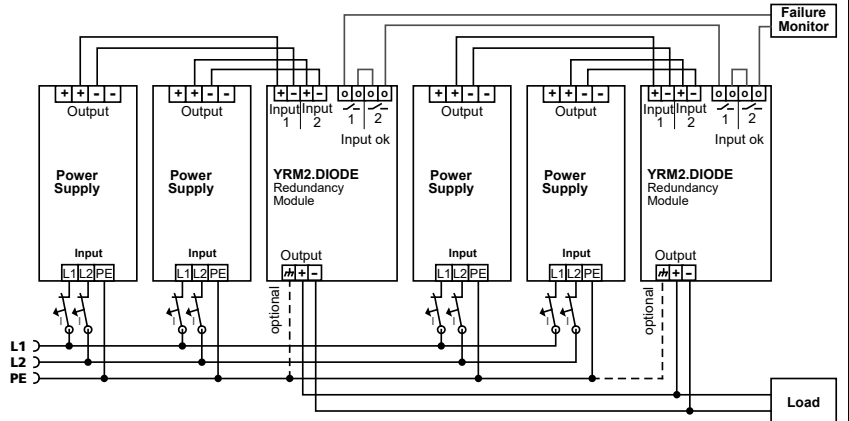 Failure
Monitor
+ + - -
Output
Power
Supply
Input
L1 L2 PE
+ + - -
Output
Power
Supply
Input
L1 L2 PE
+ - + -
Input 1
Input 2
o o o o
1 2
Input ok
YRM2.DIODE
Redundancy
Module
Output
+ -
optional
+ + - -
Output
Power
Supply
Input
L1 L2 PE
+ + - -
Output
Power
Supply
Input
L1 L2 PE
+ - + -
Input 1
Input 2
o o o o
1 2
Input ok
YRM2.DIODE
Redundancy
Module
Output
+ -
optional
L1
L2
PE
Load